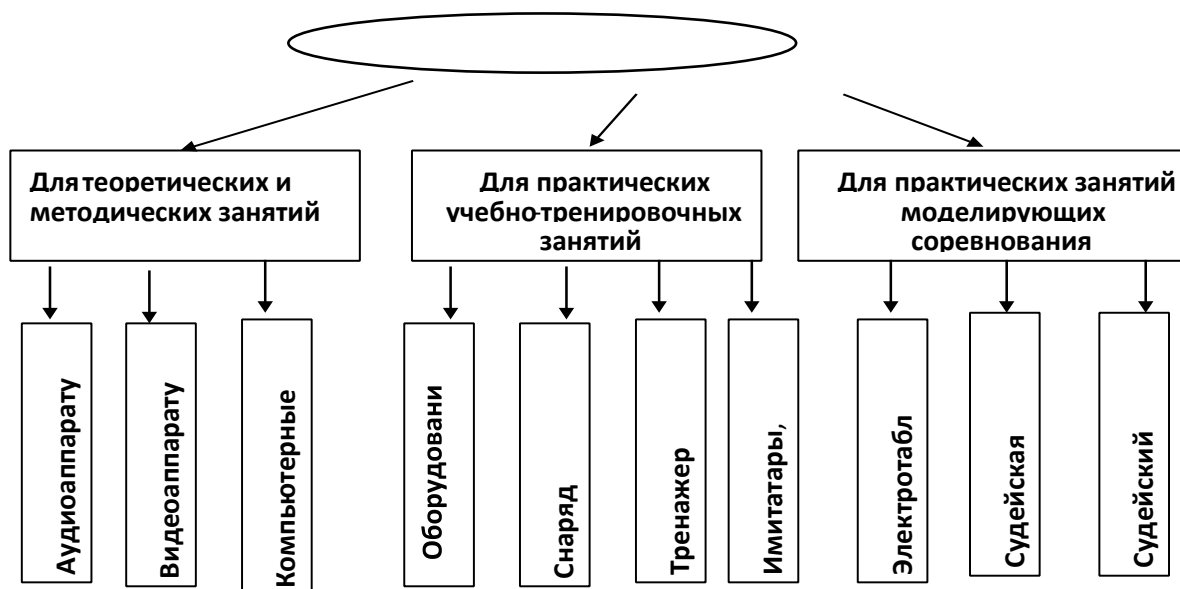 Для теоретических и
методических занятий
Для практических
учебно-тренировочных
занятий
Для практических занятий
моделирующих
соревнования
Аудиоаппарату
Видеоаппарату
Компьютерные
Оборудовани
Снаряд
Тренажер
Имитатары,
Электротабл
Судейская
Судейский